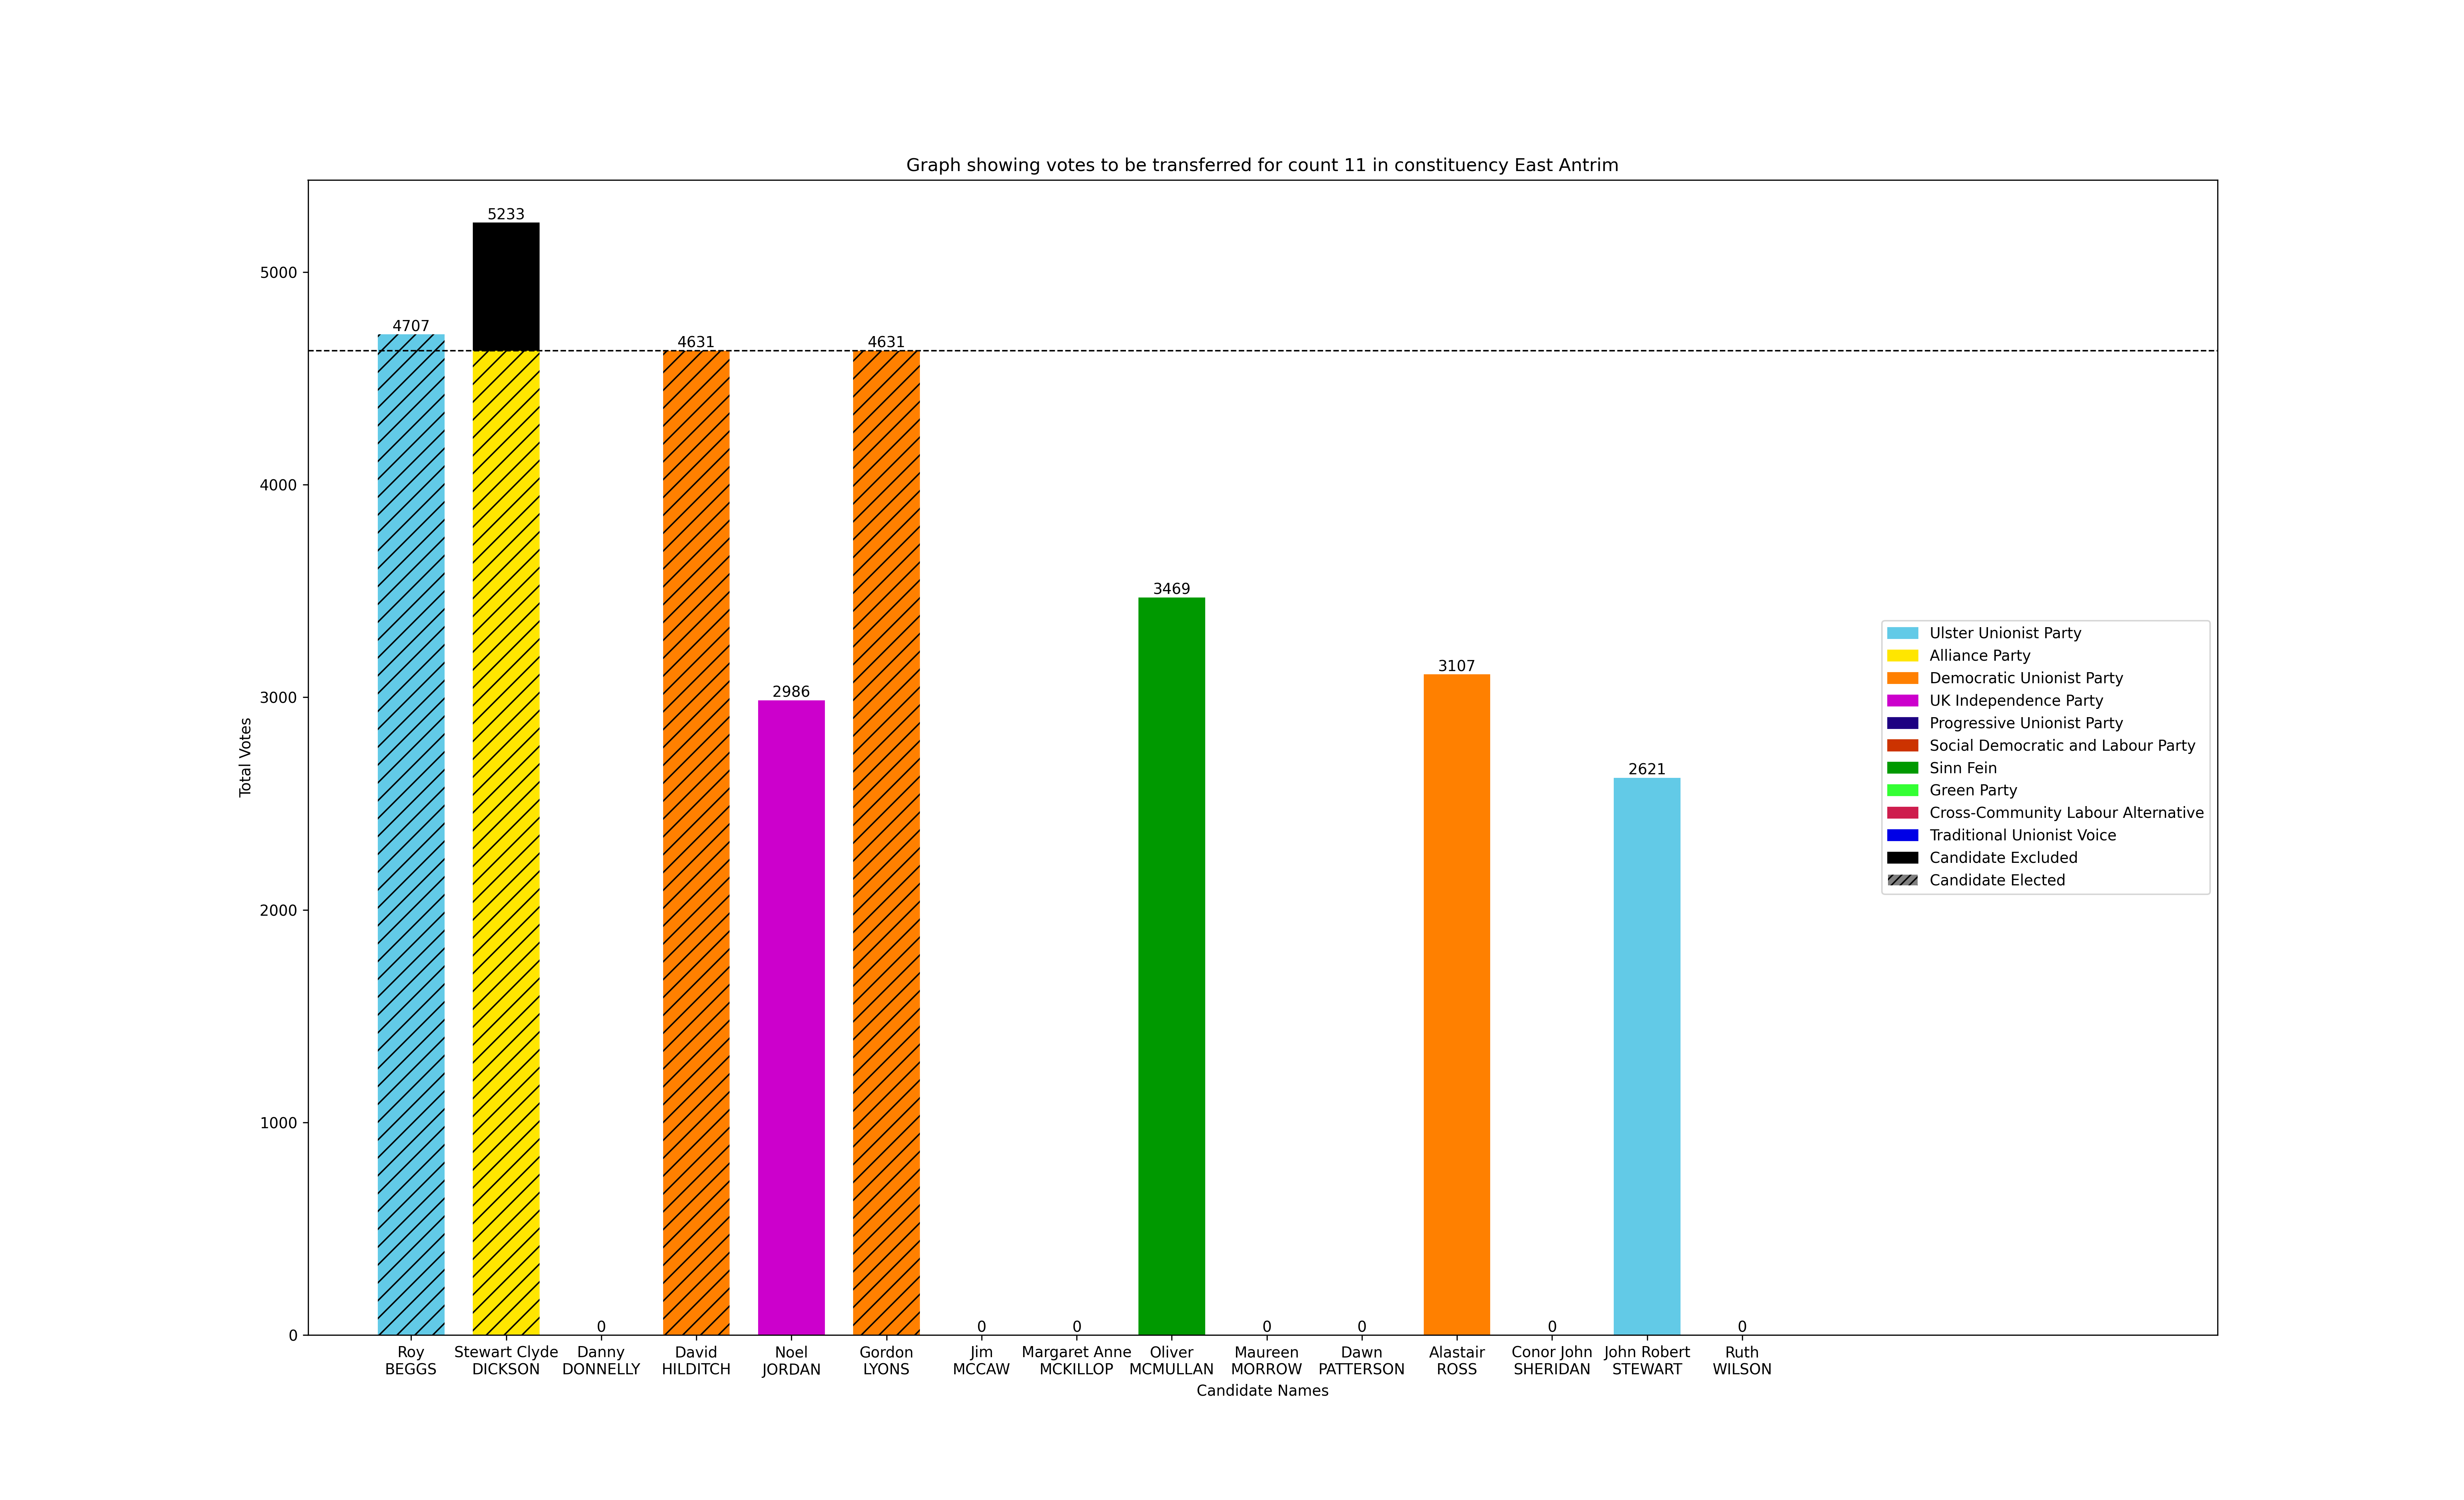 Graph showing votes to be transferred for count 11 in constituency East Antrim
5233
5000
4707
4631
4631
4000
3469
3107
3000
2986
2621
2000
1000
0
0
0
0
0
0
0
0
Total Votes
Ulster Unionist Party
Alliance Party
Democratic Unionist Party
UK Independence Party
Progressive Unionist Party
Social Democratic and Labour Party
Sinn Fein
Green Party
Cross-Community Labour Alternative
Traditional Unionist Voice
Candidate Excluded
Candidate Elected
Roy
BEGGS
Stewart Clyde
DICKSON
Danny
DONNELLY
David
HILDITCH
Noel
JORDAN
Gordon
LYONS
Jim
MCCAW
Margaret Anne
MCKILLOP
Oliver
MCMULLAN
Maureen
MORROW
Dawn
PATTERSON
Alastair
ROSS
Conor John
SHERIDAN
John Robert
STEWART
Ruth
WILSON
Candidate Names